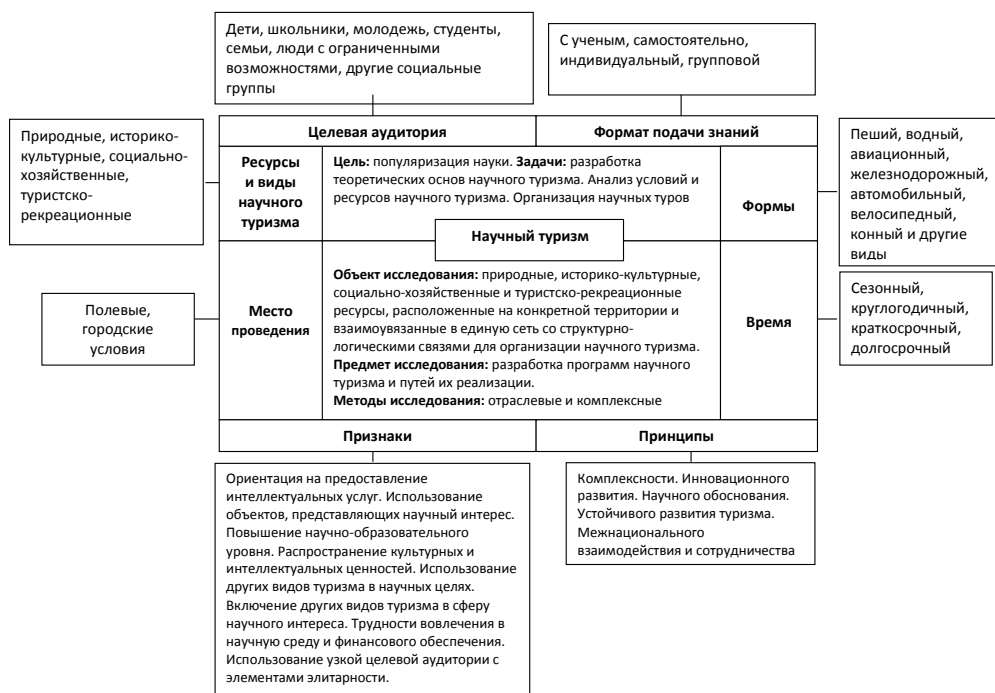 Дети, школьники, молодежь, студенты,
семьи, люди с ограниченными
возможностями, другие социальные
группы
С ученым, самостоятельно,
индивидуальный, групповой
Целевая аудитория
Формат подачи знаний
Природные, историко-
культурные, социально-
хозяйственные,
туристско-
рекреационные
Ресурсы
и виды
научного
туризма
Цель: популяризация науки. Задачи: разработка
теоретических основ научного туризма. Анализ условий и
ресурсов научного туризма. Организация научных туров
Формы
Пеший, водный,
авиационный,
железнодорожный,
автомобильный,
велосипедный,
конный и другие
виды
Научный туризм
Полевые,
городские
условия
Место
проведения
Объект исследования: природные, историко-культурные,
социально-хозяйственные и туристско-рекреационные
ресурсы, расположенные на конкретной территории и
взаимоувязанные в единую сеть со структурно-
логическими связями для организации научного туризма.
Предмет исследования: разработка программ научного
туризма и путей их реализации.
Методы исследования: отраслевые и комплексные
Время
Сезонный,
круглогодичный,
краткосрочный,
долгосрочный
Признаки
Принципы
Ориентация на предоставление
интеллектуальных услуг. Использование
объектов, представляющих научный интерес.
Повышение научно-образовательного
уровня. Распространение культурных и
интеллектуальных ценностей. Использование
других видов туризма в научных целях.
Включение других видов туризма в сферу
научного интереса. Трудности вовлечения в
научную среду и финансового обеспечения.
Использование узкой целевой аудитории с
элементами элитарности.
Комплексности. Инновационного
развития. Научного обоснования.
Устойчивого развития туризма.
Межнационального
взаимодействия и сотрудничества